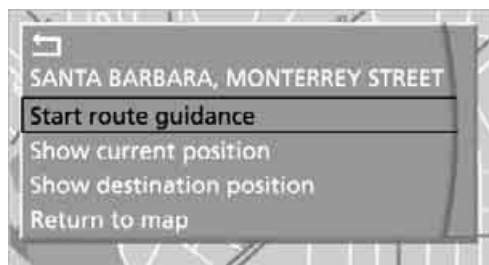 SANTA BARBARA, MONTERREY STREET
Start route guidance
Show current position
Show destination position
Return to map